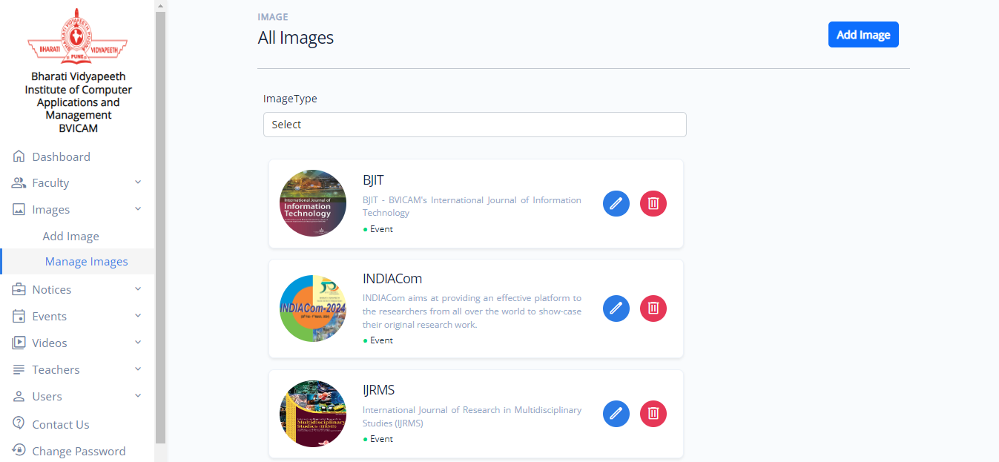 BHARATI VIDYAPEETH POONA
BHARATI
VIDYAPEETH
PUNE
Bharati Vidyapeeth
Institute of Computer
Applications and
Management
BVICAM
Dashboard
Faculty
Images
Add Image
Manage Images
Notices
Events
Videos
Teachers
Users
Contact Us
Change Password
IMAGE
All Images
Add Image
ImageType
Select
International Journal of
Information
Technology
BJIT
BJIT - BVICAM's International Journal of Information
Technology
Event
INDIACom-2024
INDIACom
INDIACom aims at providing an effective platform to
the researchers from all over the world to show-case
their original research work.
Event
Multidisciplinary
Studies (IJRMS)
IJRMS
International Journal of Research in Multidisciplinary
Studies (IJRMS)
Event